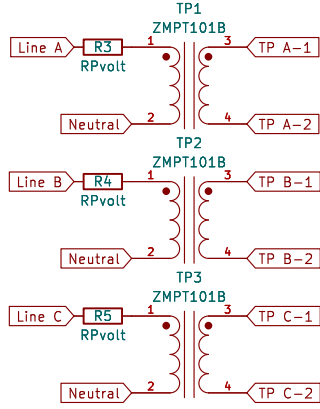 TP1
ZMPT101B
Line A R3 1 3 TP A-1
RPvolt
Neutral 2 4 TP A-2
TP2
ZMPT101B
Line B R4 1 3 TP B-1
RPvolt
Neutral 2 4 TP B-2
TP3
ZMPT101B
Line C R5 1 3 TP C-1
RPvolt
Neutral 2 4 TP C-2